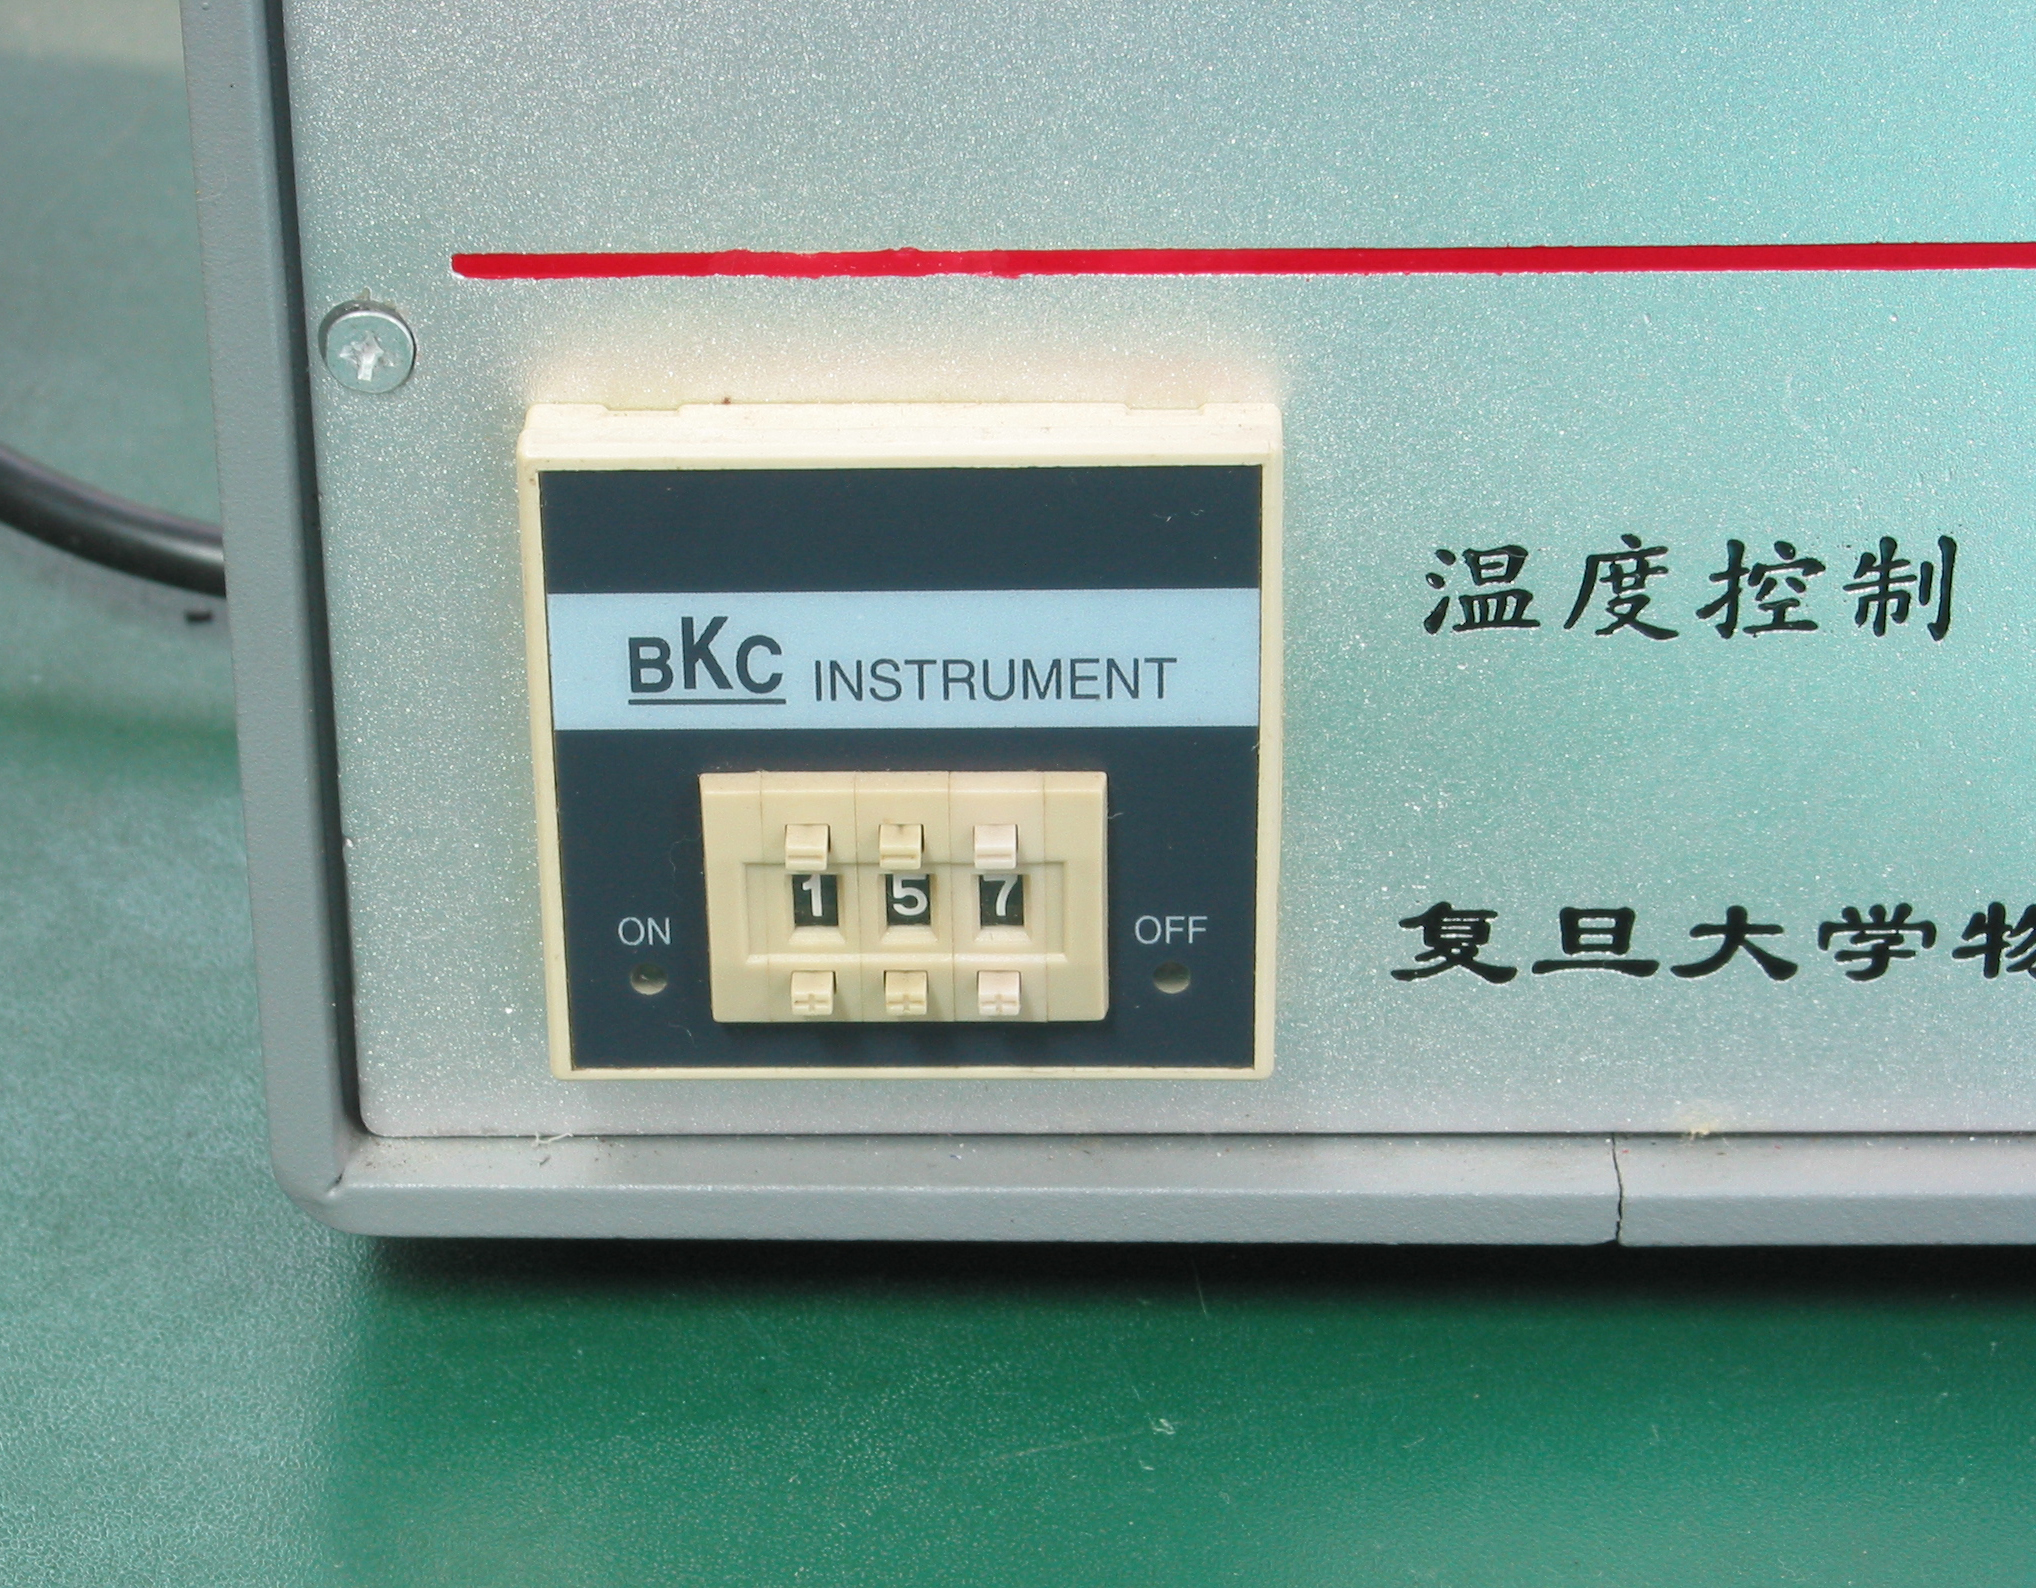 BKC INSTRUMENT
温度控制
1 5 7
ON
OFF
复旦大学物
-
-
-
+
+
+